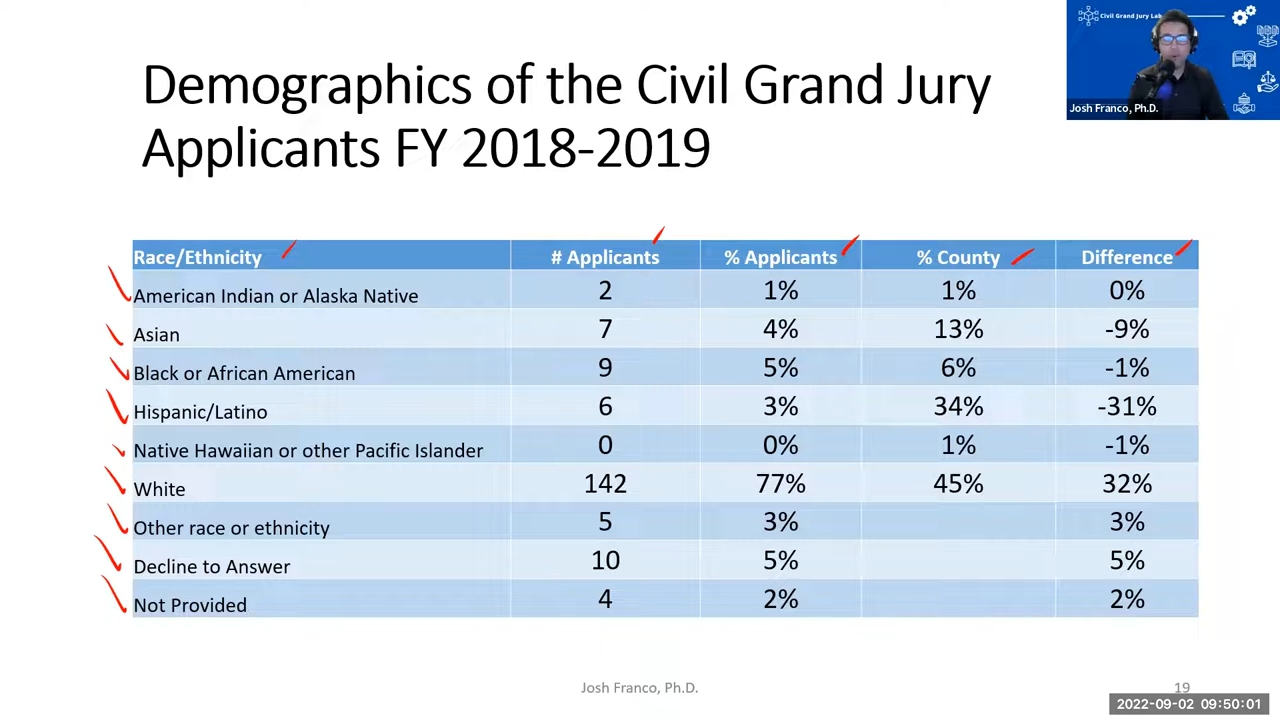 Civil Grand Jury Lab
Josh Franco, Ph.D.
Demographics of the Civil Grand Jury
Applicants FY 2018-2019
Race/Ethnicity # Applicants % Applicants % County Difference
American Indian or Alaska Native 2 1% 1% 0%
Asian 7 4% 13% -9%
Black or African American 9 5% 6% -1%
Hispanic/Latino 6 3% 34% -31%
Native Hawaiian or other Pacific Islander 0 0% 1% -1%
White 142 77% 45% 32%
Other race or ethnicity 5 3% 3%
Decline to Answer 10 5% 5%
Not Provided 4 2% 2%
Josh Franco, Ph.D.
19
2022-09-02 09:50:01